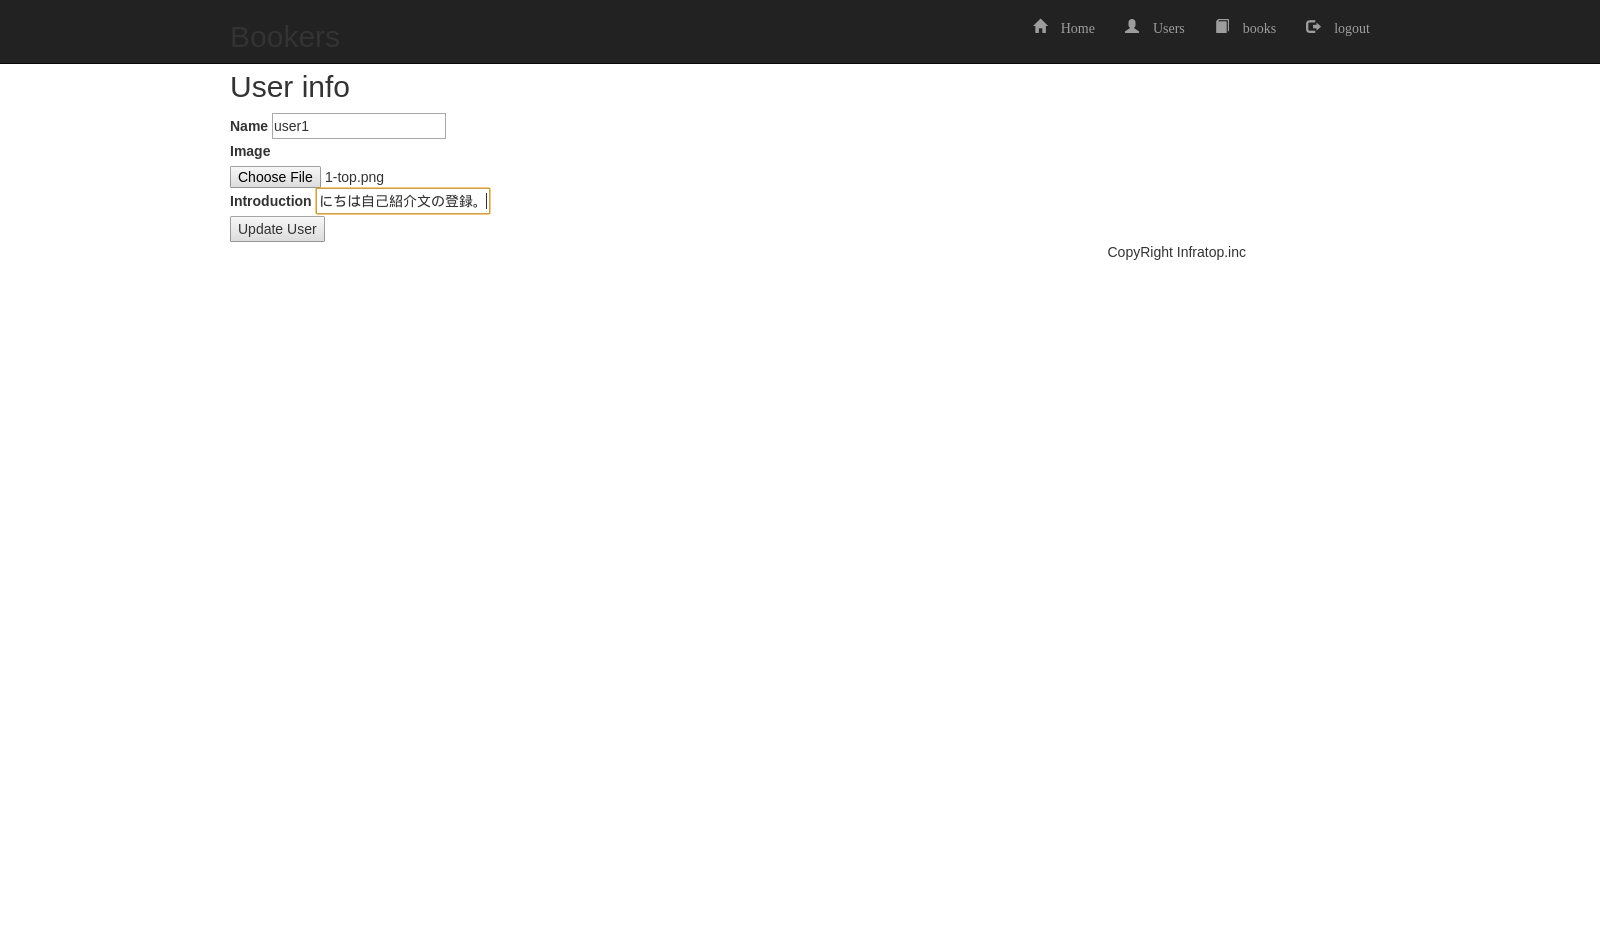 Bookers
Home Users books logout
User info
Name user1
Image
Choose File 1-top.png
Introduction にちは自己紹介文の登録。
Update User
CopyRight Infratop.inc